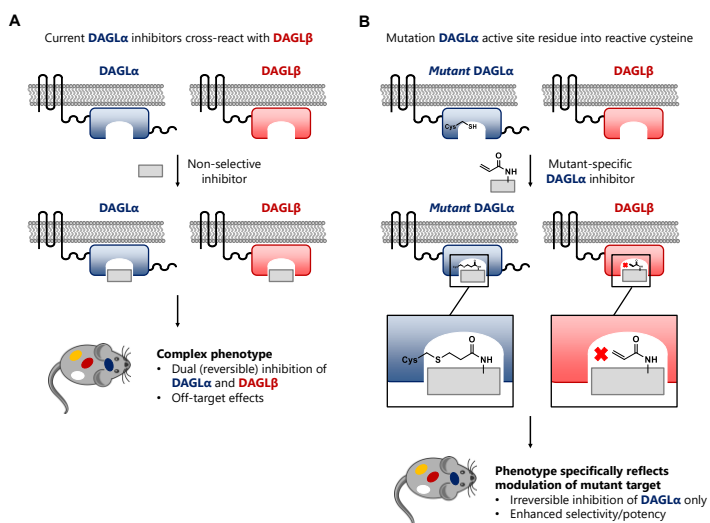 A
Current DAGLα inhibitors cross-react with DAGLβ
DAGLα
DAGLβ
Non-selective
inhibitor
DAGLα
DAGLβ
Complex phenotype
• Dual (reversible) inhibition of
DAGLα and DAGLβ
• Off-target effects
B
Mutation DAGLα active site residue into reactive cysteine
Mutant DAGLα
DAGLβ
Cys
SH
O
NH
Mutant-specific
DAGLα inhibitor
Mutant DAGLα
DAGLβ
O
Cys
S
NH
O
NH
Phenotype specifically reflects
modulation of mutant target
• Irreversible inhibition of DAGLα only
• Enhanced selectivity/potency